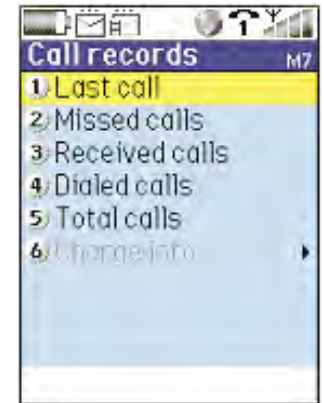 1
Call records M7
1 Last call
2 Missed calls
3 Received calls
4 Dialed calls
5 Total calls
6